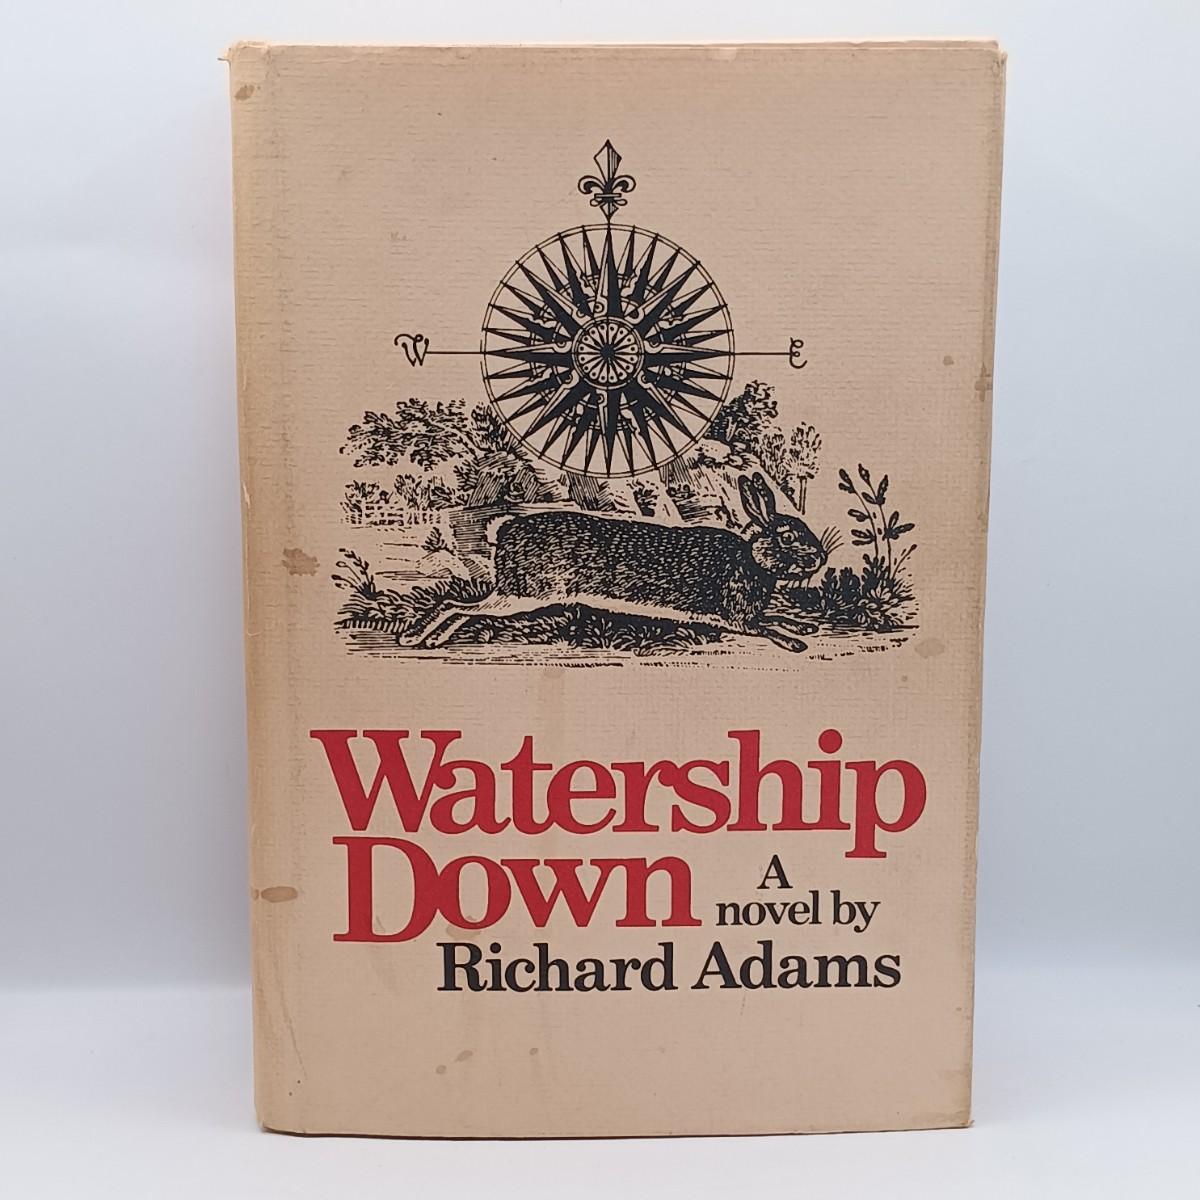 W E
Watership
Down
A
novel by
Richard Adams